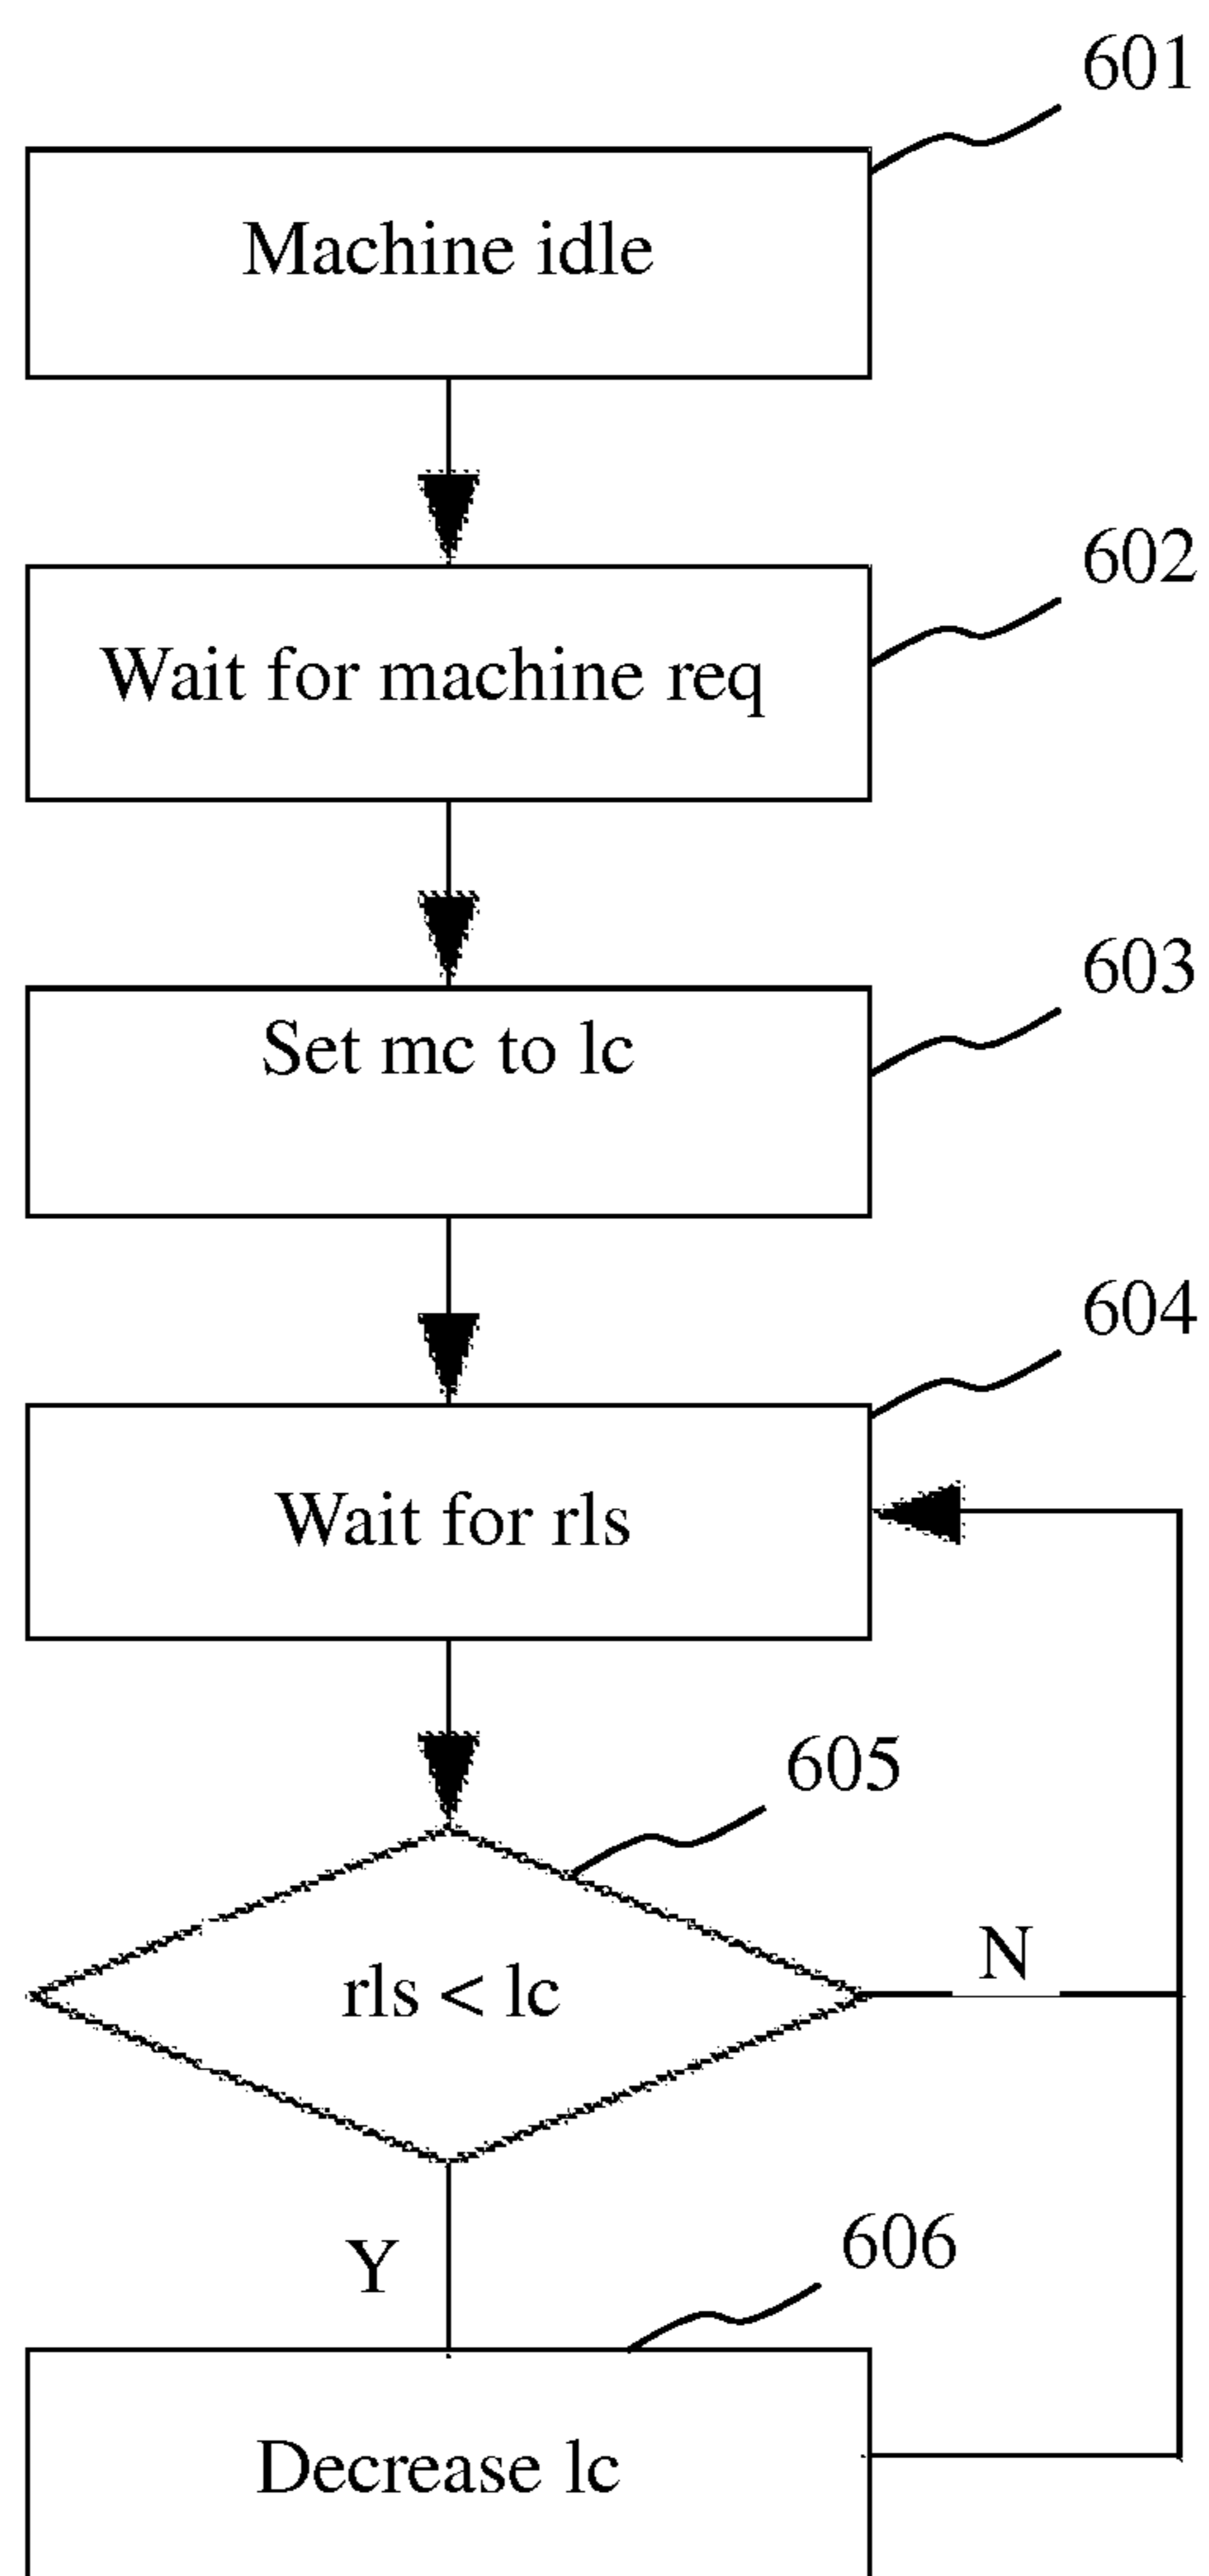 601
Machine idle
602
Wait for machine req
603
Set mc to lc
604
Wait for rls
605
rls < lc
N
Y
606
Decrease lc